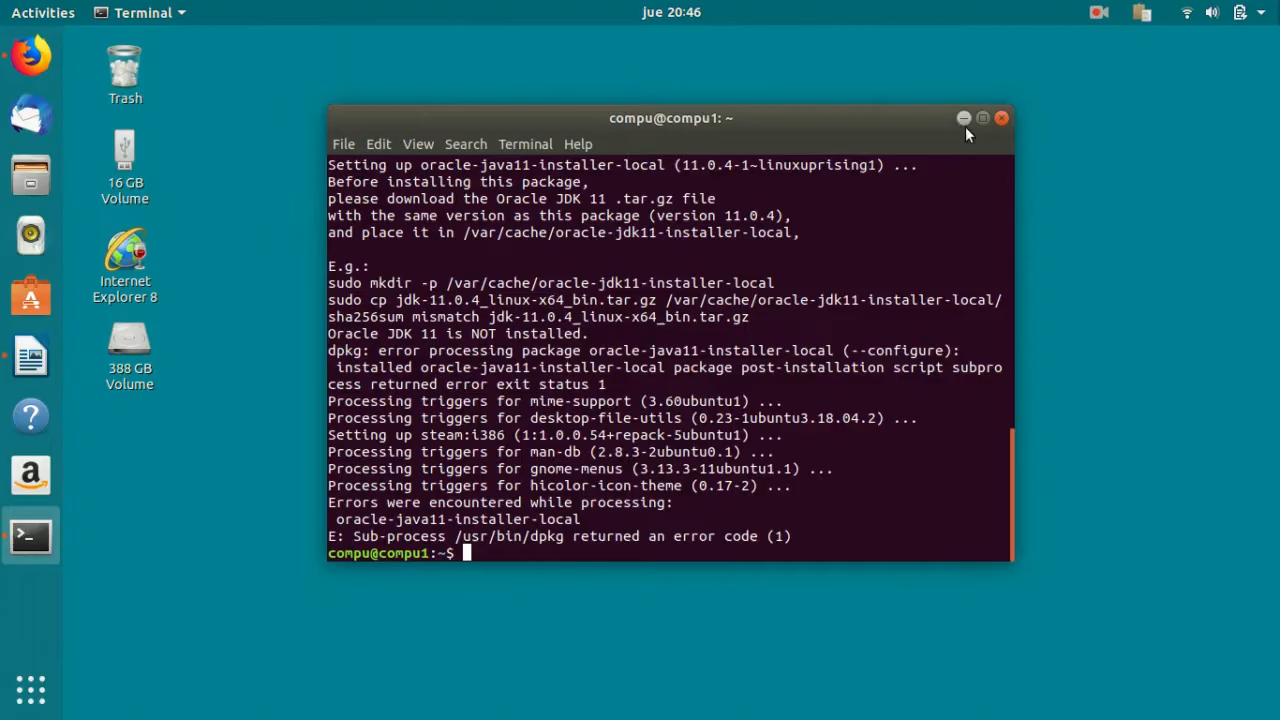 Activities
Terminal
jue 20:46
Trash
16 GB
Volume
Internet
Explorer 8
388 GB
Volume
compu@compu1: ~
File Edit View Search Terminal Help
Setting up oracle-java11-installer-local (11.0.4-1~linuxuprising1) ...
Before installing this package,
please download the Oracle JDK 11 .tar.gz file
with the same version as this package (version 11.0.4),
and place it in /var/cache/oracle-jdk11-installer-local,
E.g.:
sudo mkdir -p /var/cache/oracle-jdk11-installer-local
sudo cp jdk-11.0.4_linux-x64_bin.tar.gz /var/cache/oracle-jdk11-installer-local/
sha256sum mismatch jdk-11.0.4_linux-x64_bin.tar.gz
Oracle JDK 11 is NOT installed.
dpkg: error processing package oracle-java11-installer-local (--configure):
installed oracle-java11-installer-local package post-installation script subpro
cess returned error exit status 1
Processing triggers for mime-support (3.60ubuntu1) ...
Processing triggers for desktop-file-utils (0.23-1ubuntu3.18.04.2) ...
Setting up steam:i386 (1:1.0.0.54+repack-5ubuntu1) ...
Processing triggers for man-db (2.8.3-2ubuntu0.1) ...
Processing triggers for gnome-menus (3.13.3-11ubuntu1.1) ...
Processing triggers for hicolor-icon-theme (0.17-2) ...
Errors were encountered while processing:
oracle-java11-installer-local
E: Sub-process /usr/bin/dpkg returned an error code (1)
compu@compu1:~$